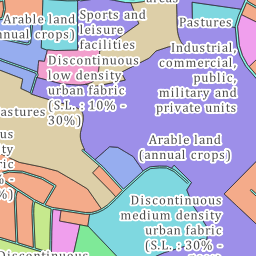 areas
Arable land
(annual crops)
Sports and
leisure
facilities
Pastures
Discontinuous
low density
urban fabric
(S.L. : 10% -
30%)
Industrial,
commercial,
public,
military and
private units
Pastures
Arable land
(annual crops)
Discontinuous
medium density
urban fabric
(S.L. : 30% -
Discontinuous